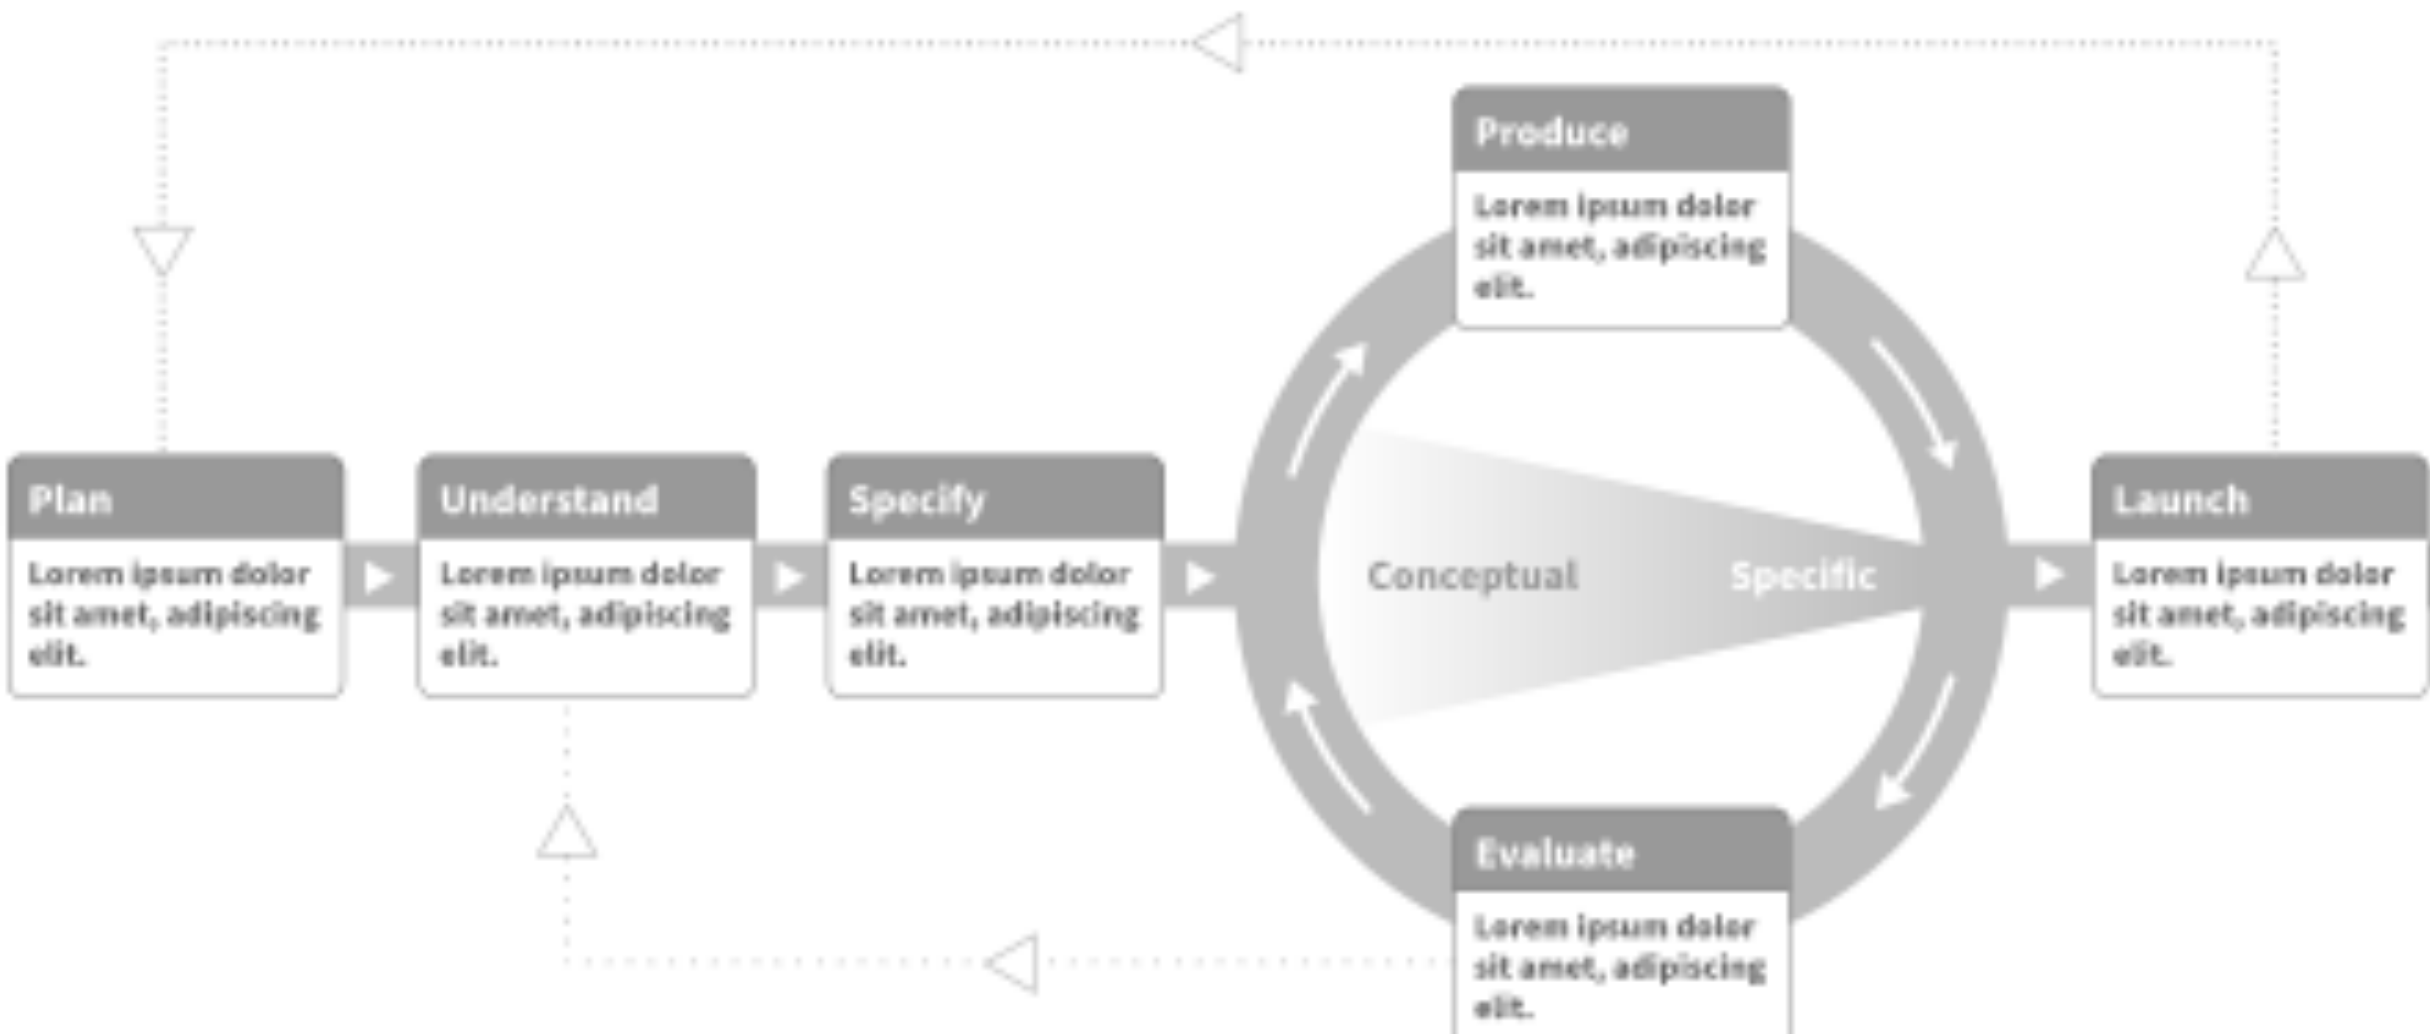 Produce
Lorem ipsum dolor
sit amet, adipiscing
elit.
Plan
Lorem ipsum dolor
sit amet, adipiscing
elit.
Understand
Lorem ipsum dolor
sit amet, adipiscing
elit.
Specify
Lorem ipsum dolor
sit amet, adipiscing
elit.
Conceptual
Specific
Launch
Lorem ipsum dolor
sit amet, adipiscing
elit.
Evaluate
Lorem ipsum dolor
sit amet, adipiscing
elit.